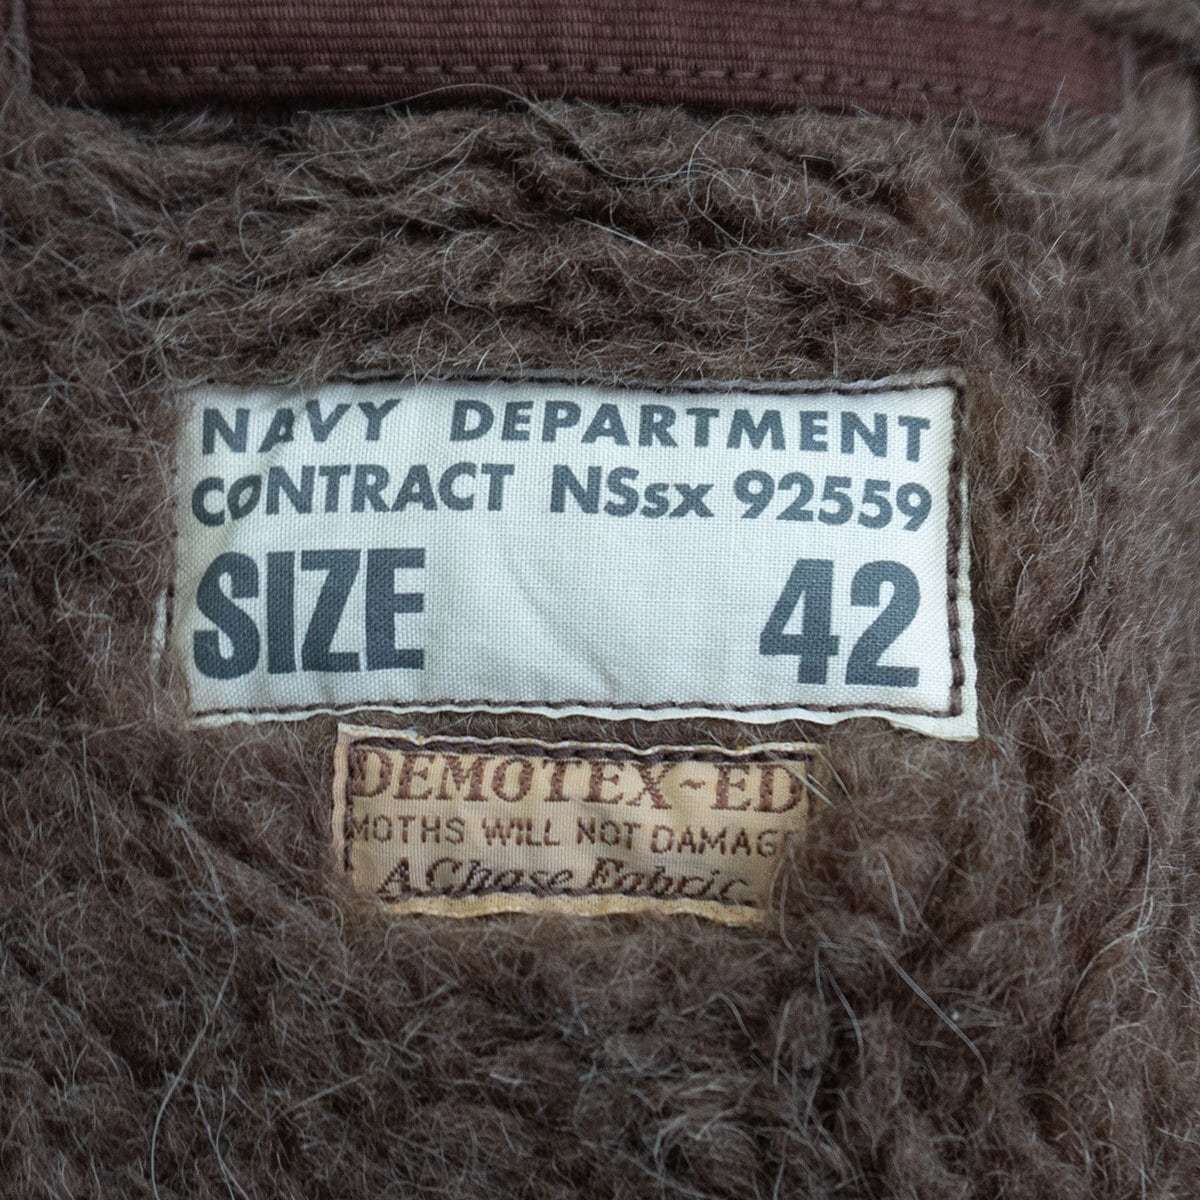 NAVY DEPARTMENT
CONTRACT NSsx 92559
SIZE 42
DEMOTEX-ED
MOTHS WILL NOT DAMAGE
A Chase Fabric